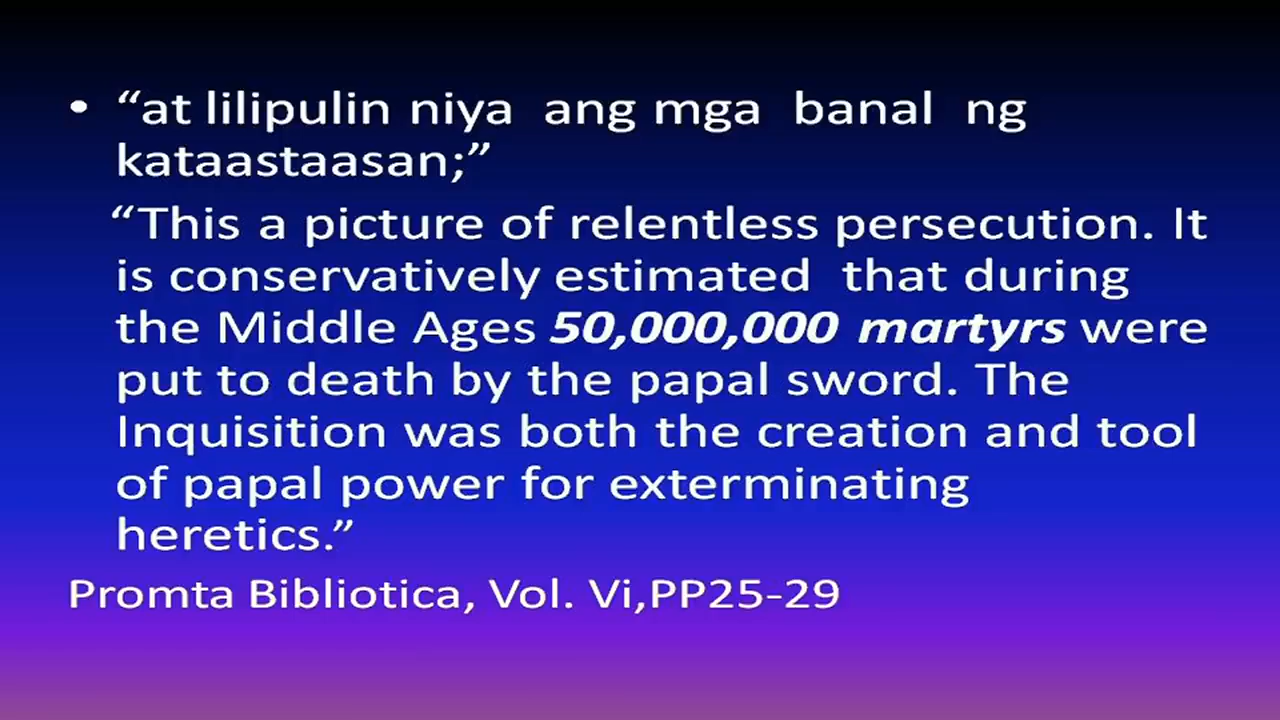 • “at lilipulin niya ang mga banal ng
kataastaasan;”
“This a picture of relentless persecution. It
is conservatively estimated that during
the Middle Ages 50,000,000 martyrs were
put to death by the papal sword. The
Inquisition was both the creation and tool
of papal power for exterminating
heretics.”
Promta Bibliotica, Vol. Vi,PP25-29